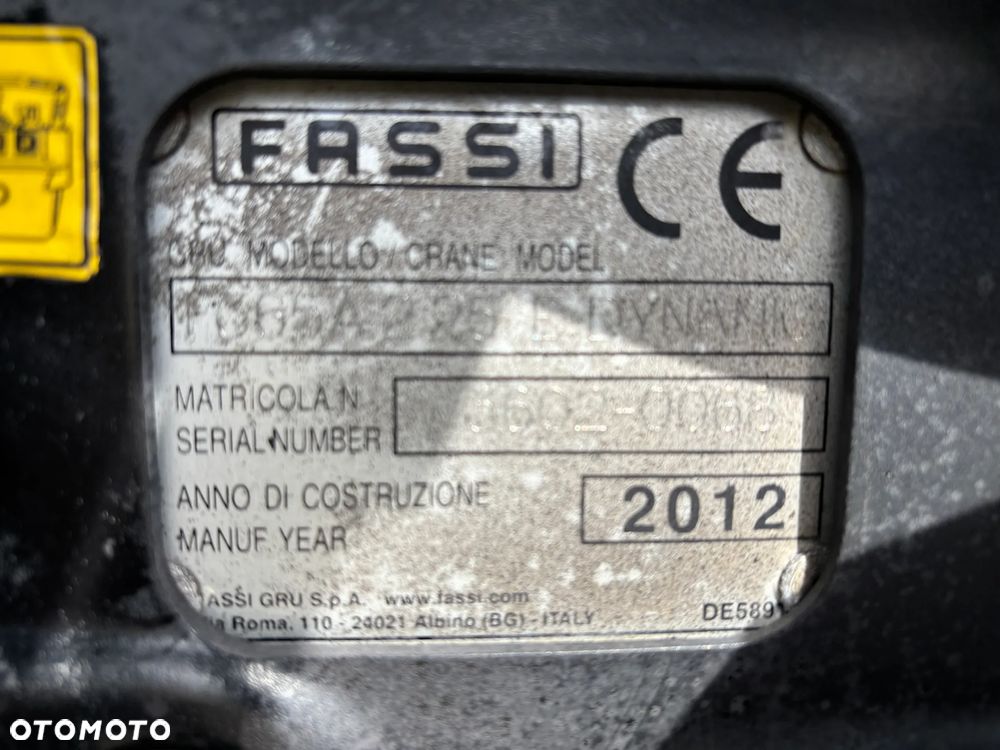 FASSI CE
GRU MODELLO / CRANE MODEL
DYNAMIC
MATRICOLA N
SERIAL NUMBER
ANNO DI COSTRUZIONE 2012
MANUF. YEAR
FASSI GRU S.p.A. www.fassi.com
Via Roma, 110 - 24021 Albino (BG) - ITALY DE5891
OTOMOTO